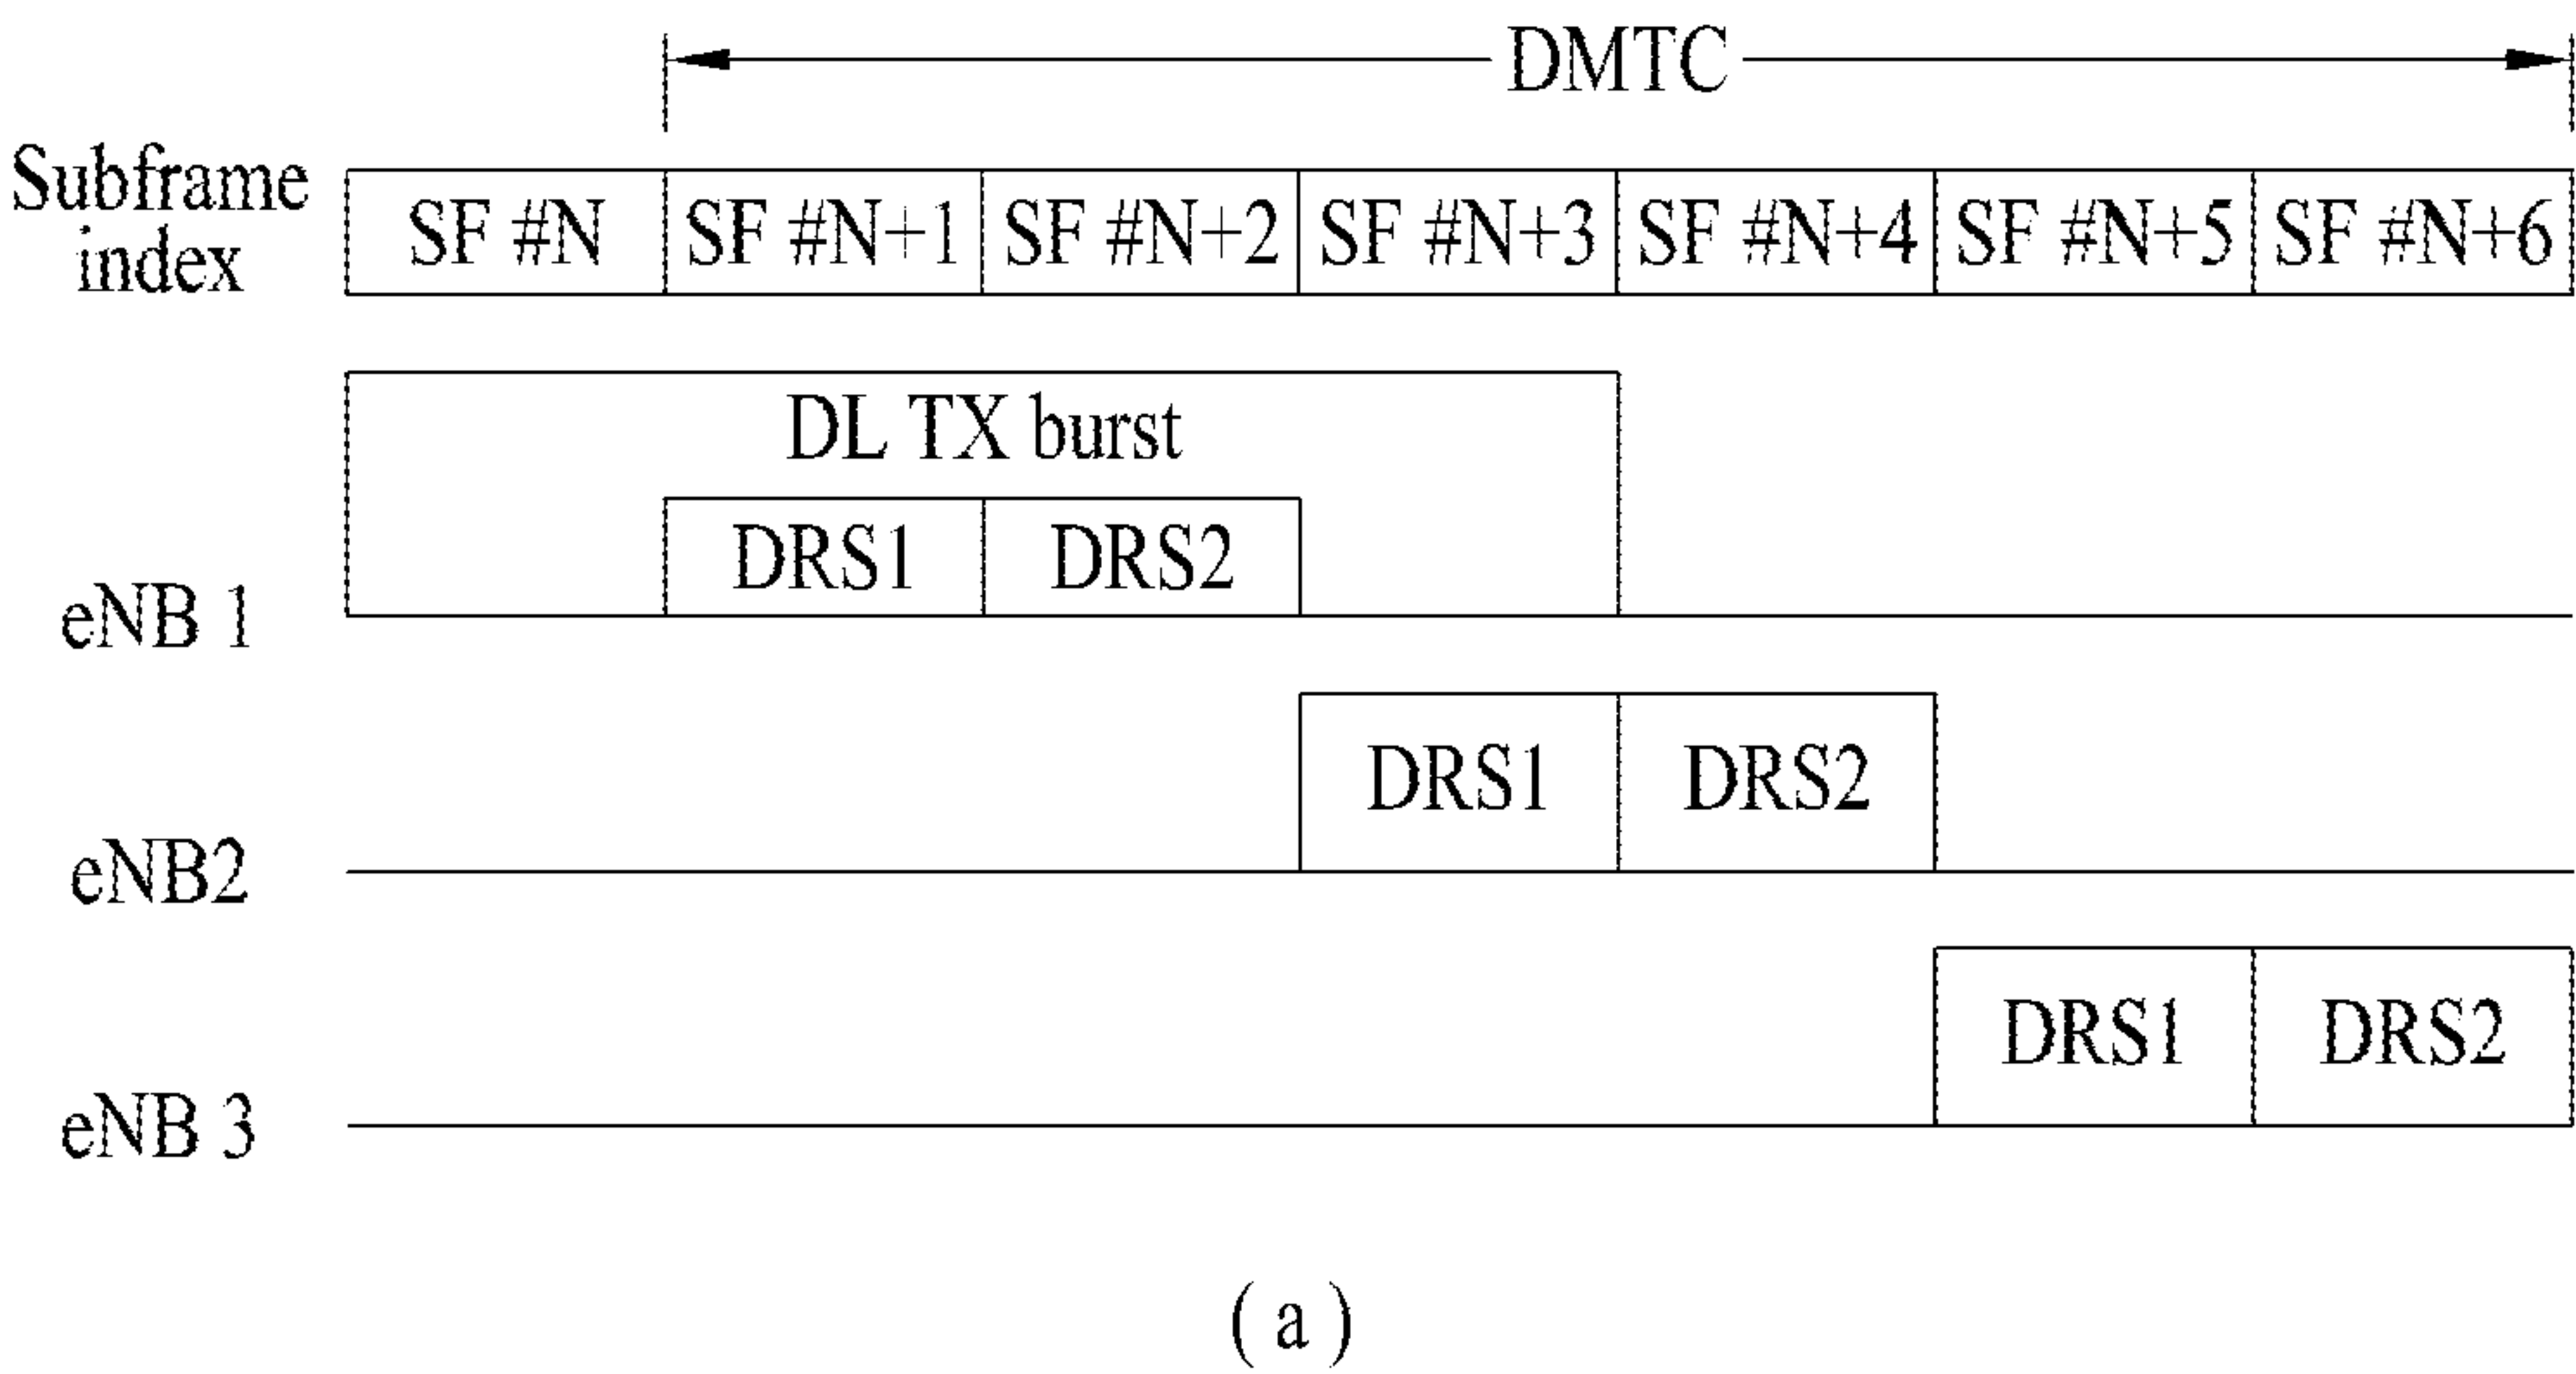 DMTC
Subframe
index
SF #N
SF #N+1
SF #N+2
SF #N+3
SF #N+4
SF #N+5
SF #N+6
DL TX burst
DRS1
DRS2
eNB 1
DRS1
DRS2
eNB2
DRS1
DRS2
eNB 3
( a )